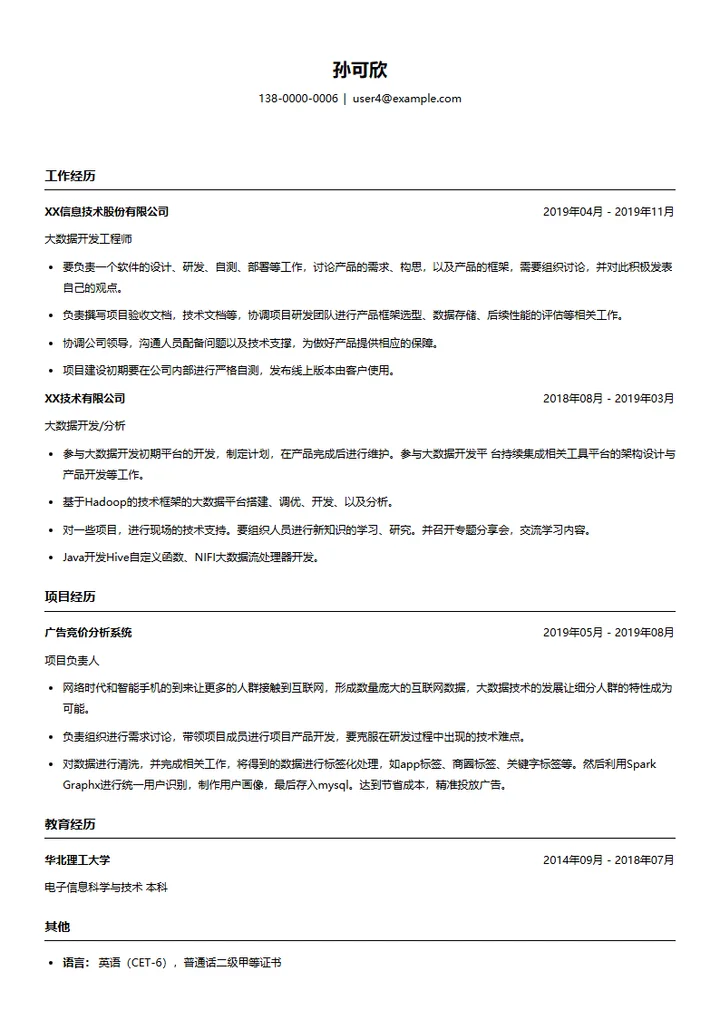 孙可欣
138-0000-0006 | user4@example.com
工作经历
XX信息技术股份有限公司 2019年04月 - 2019年11月
大数据开发工程师
• 要负责一个软件的设计、研发、自测、部署等工作，讨论产品的需求、构思，以及产品的框架，需要组织讨论，并对此积极发表
自己的观点。
• 负责撰写项目验收文档，技术文档等，协调项目研发团队进行产品框架选型、数据存储、后续性能的评估等相关工作。
• 协调公司领导，沟通人员配备问题以及技术支撑，为做好产品提供相应的保障。
• 项目建设初期要在公司内部进行严格自测，发布线上版本由客户使用。
XX技术有限公司 2018年08月 - 2019年03月
大数据开发/分析
• 参与大数据开发初期平台的开发，制定计划，在产品完成后进行维护。参与大数据开发平 台持续集成相关工具平台的架构设计与
产品开发等工作。
• 基于Hadoop的技术框架的大数据平台搭建、调优、开发、以及分析。
• 对一些项目，进行现场的技术支持。要组织人员进行新知识的学习、研究。并召开专题分享会，交流学习内容。
• Java开发Hive自定义函数、NIFI大数据流处理器开发。
项目经历
广告竞价分析系统 2019年05月 - 2019年08月
项目负责人
• 网络时代和智能手机的到来让更多的人群接触到互联网，形成数量庞大的互联网数据，大数据技术的发展让细分人群的特性成为
可能。
• 负责组织进行需求讨论，带领项目成员进行项目产品开发，要克服在研发过程中出现的技术难点。
• 对数据进行清洗，并完成相关工作，将得到的数据进行标签化处理，如app标签、商圈标签、关键字标签等。然后利用Spark
Graphx进行统一用户识别，制作用户画像，最后存入mysql。达到节省成本，精准投放广告。
教育经历
华北理工大学 2014年09月 - 2018年07月
电子信息科学与技术 本科
其他
• 语言： 英语（CET-6），普通话二级甲等证书